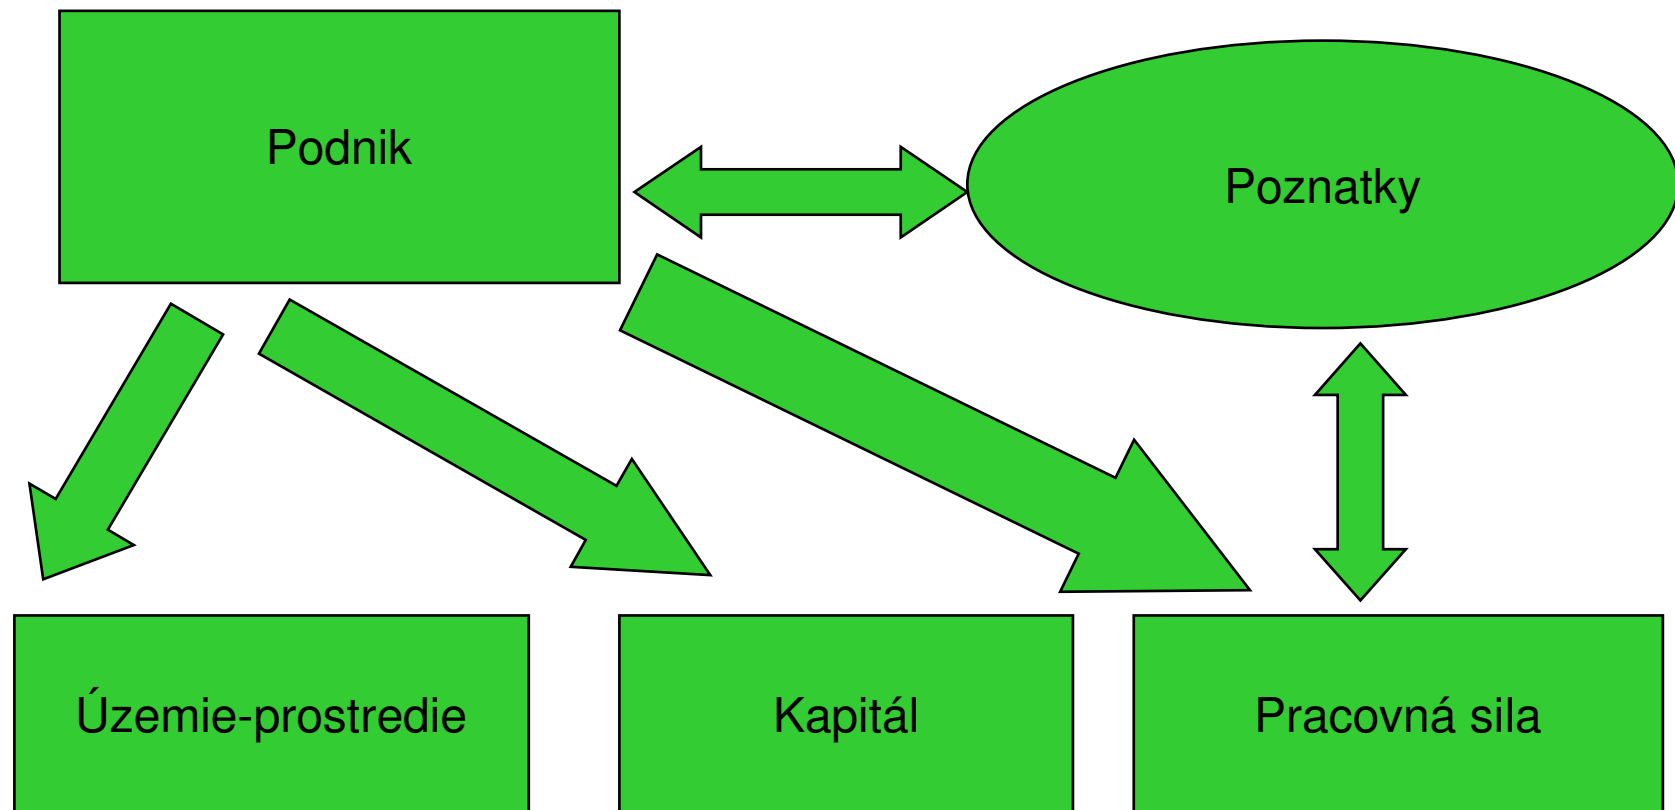 Podnik
Poznatky
Územie-prostredie
Kapitál
Pracovná sila